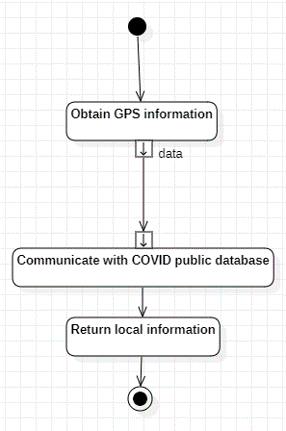 Obtain GPS information
data
Communicate with COVID public database
Return local information